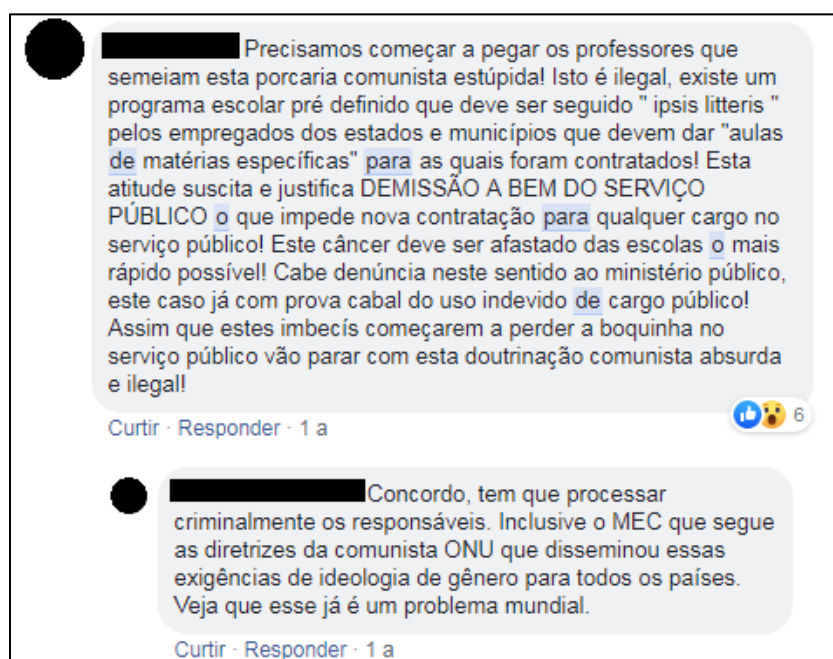 Precisamos começar a pegar os professores que
semeiam esta porcaria comunista estúpida! Isto é ilegal, existe um
programa escolar pré definido que deve ser seguido " ipsis litteris "
pelos empregados dos estados e municípios que devem dar "aulas
de matérias específicas" para as quais foram contratados! Esta
atitude suscita e justifica DEMISSÃO A BEM DO SERVIÇO
PÚBLICO o que impede nova contratação para qualquer cargo no
serviço público! Este câncer deve ser afastado das escolas o mais
rápido possível! Cabe denúncia neste sentido ao ministério público,
este caso já com prova cabal do uso indevido de cargo público!
Assim que estes imbecís começarem a perder a boquinha no
serviço público vão parar com esta doutrinação comunista absurda
e ilegal!
6
Curtir · Responder · 1 a
Concordo, tem que processar
criminalmente os responsáveis. Inclusive o MEC que segue
as diretrizes da comunista ONU que disseminou essas
exigências de ideologia de gênero para todos os países.
Veja que esse já é um problema mundial.
Curtir · Responder · 1 a